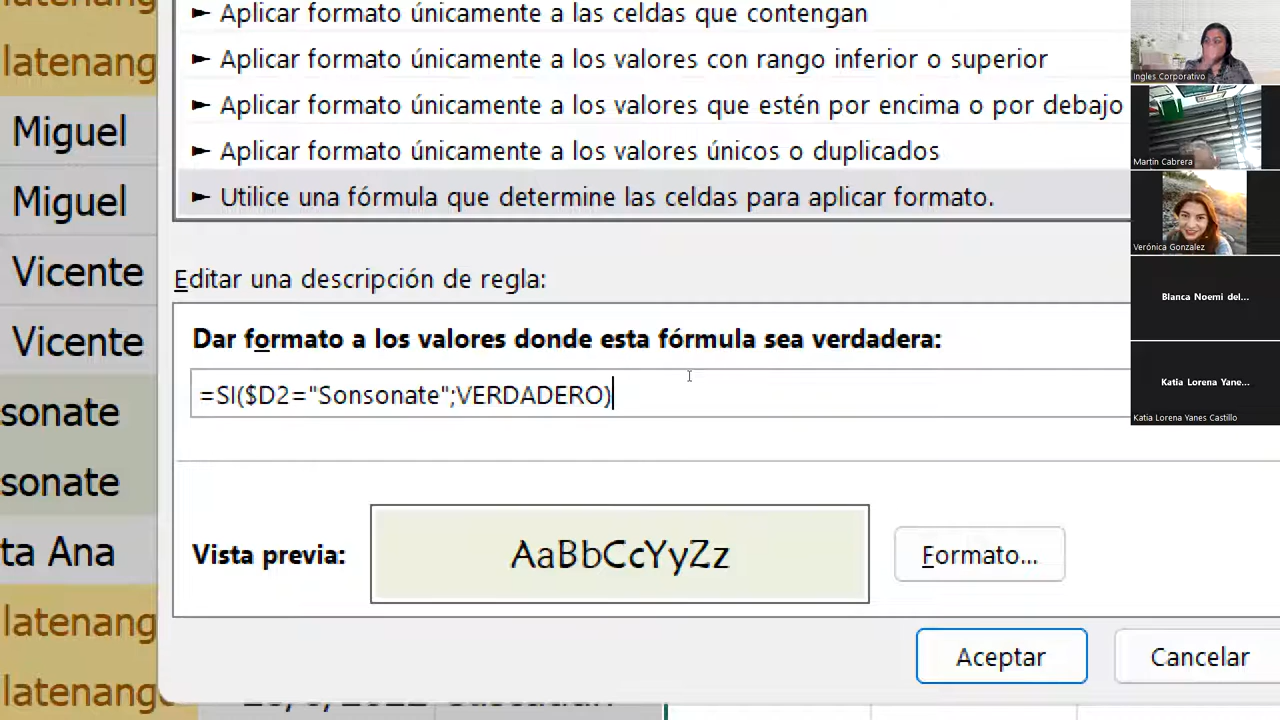 Aplicar formato únicamente a las celdas que contengan
latenang
► Aplicar formato únicamente a los valores con rango inferior o superior
► Aplicar formato únicamente a los valores que estén por encima o por debajo
Miguel
► Aplicar formato únicamente a los valores únicos o duplicados
Miguel
► Utilice una fórmula que determine las celdas para aplicar formato.
Vicente
Editar una descripción de regla:
Vicente
Dar formato a los valores donde esta fórmula sea verdadera:
sonate
=SI($D2="Sonsonate";VERDADERO)
sonate
ta Ana
Vista previa:
AaBbCcYyZz
Formato...
latenang
Aceptar
Cancelar
latenango
Ingles Corporativo
Martin Cabrera
Verónica Gonzalez
Blanca Noemi del...
Katia Lorena Yane...
Katia Lorena Yanes Castillo